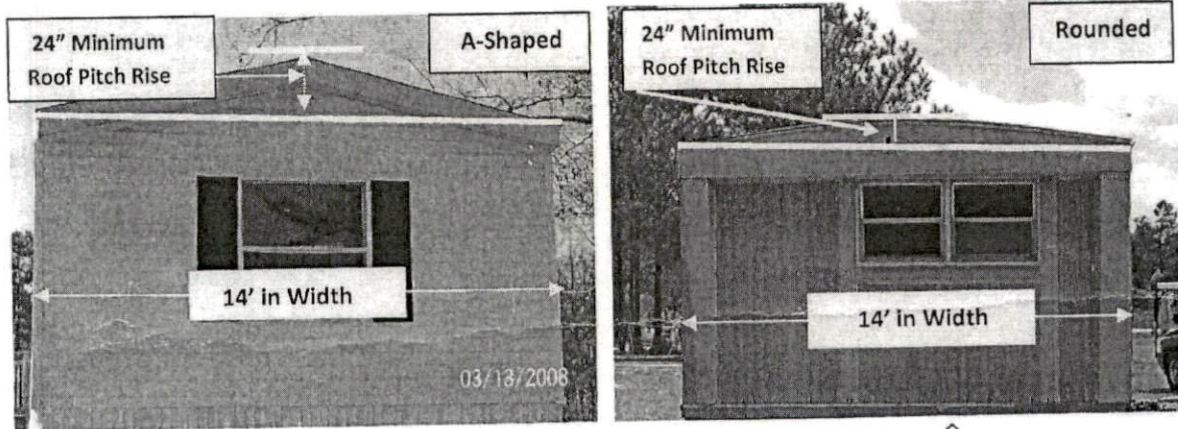 24" Minimum
Roof Pitch Rise
A-Shaped
14' in Width
03/13/2008
24" Minimum
Roof Pitch Rise
Rounded
14' in Width